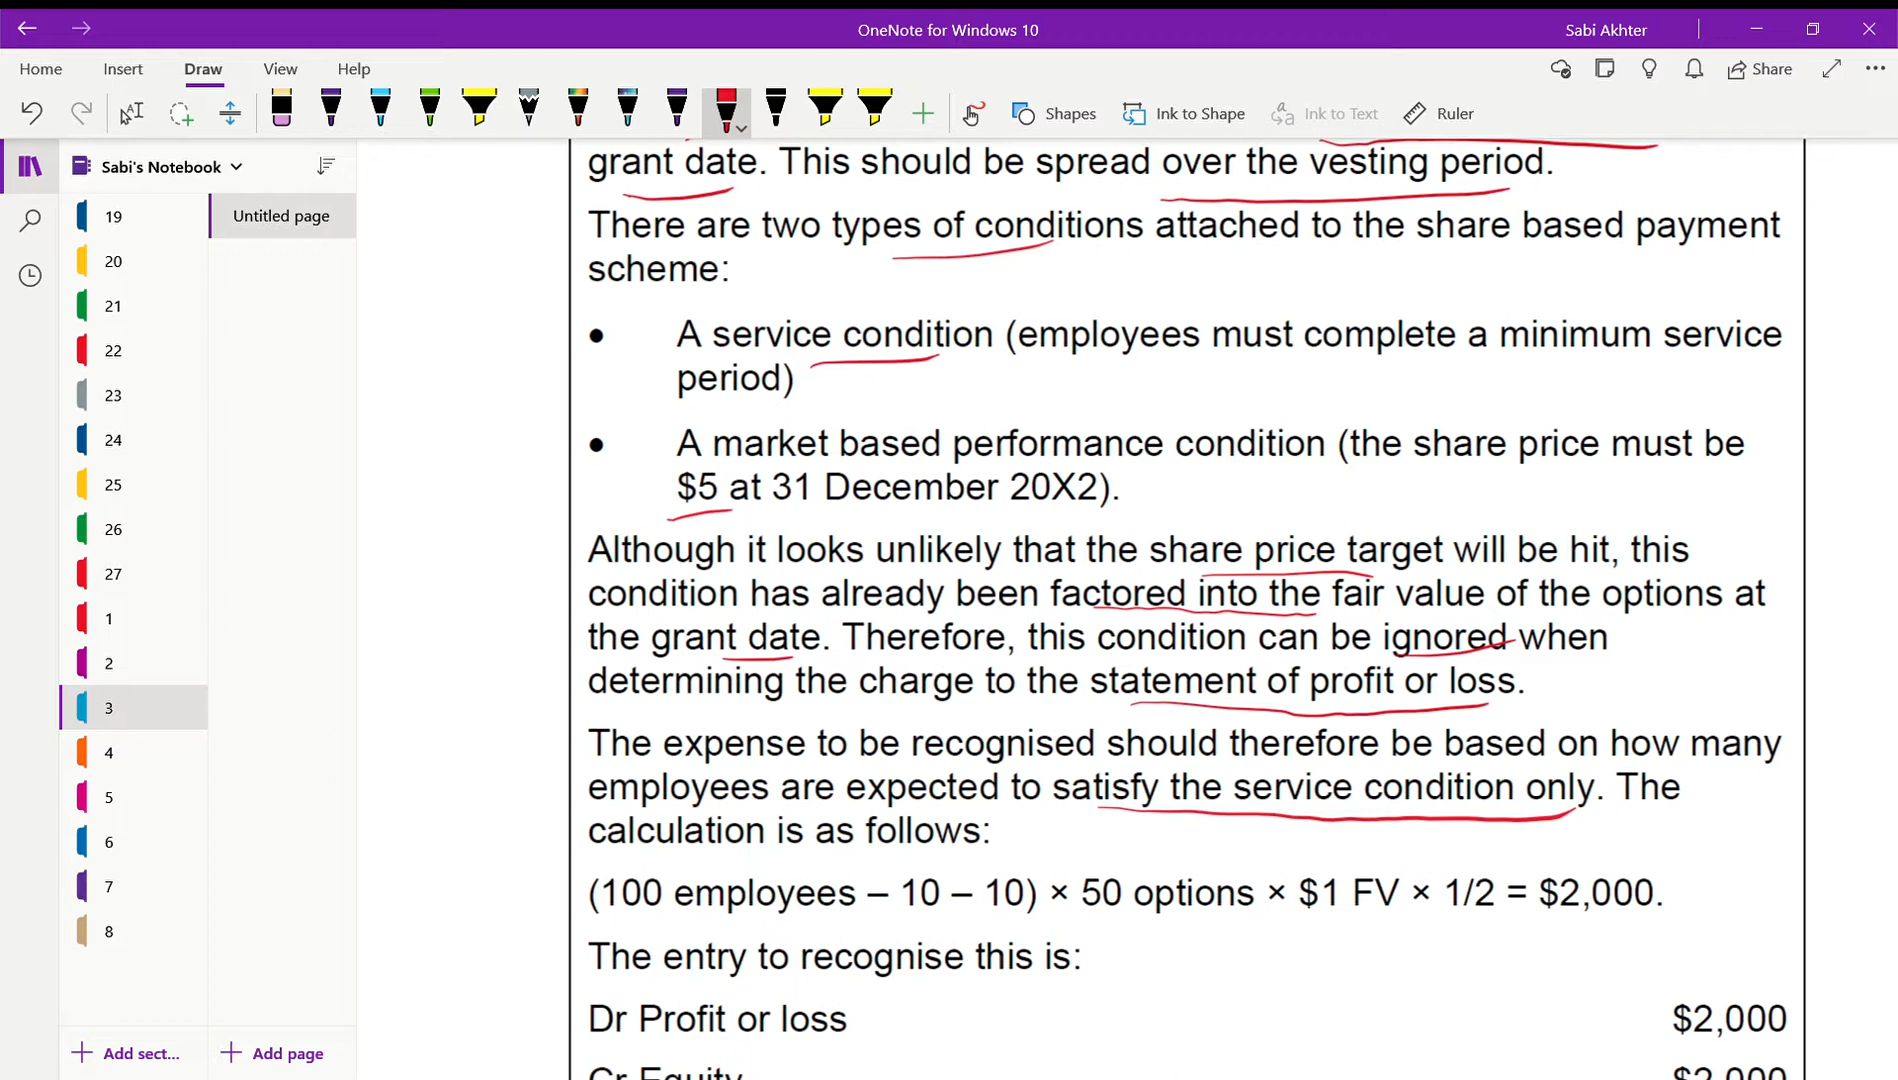 OneNote for Windows 10
Sabi Akhter
Home Insert Draw View Help
Share
Shapes
Ink to Shape
Ink to Text
Ruler
Sabi's Notebook
Untitled page
19
20
21
22
23
24
25
26
27
1
2
3
4
5
6
7
8
Add sect...
Add page
grant date. This should be spread over the vesting period.
There are two types of conditions attached to the share based payment
scheme:
• A service condition (employees must complete a minimum service
period)
• A market based performance condition (the share price must be
$5 at 31 December 20X2).
Although it looks unlikely that the share price target will be hit, this
condition has already been factored into the fair value of the options at
the grant date. Therefore, this condition can be ignored when
determining the charge to the statement of profit or loss.
The expense to be recognised should therefore be based on how many
employees are expected to satisfy the service condition only. The
calculation is as follows:
(100 employees – 10 – 10) × 50 options × $1 FV × 1/2 = $2,000.
The entry to recognise this is:
Dr Profit or loss $2,000
Cr Equity $2,000